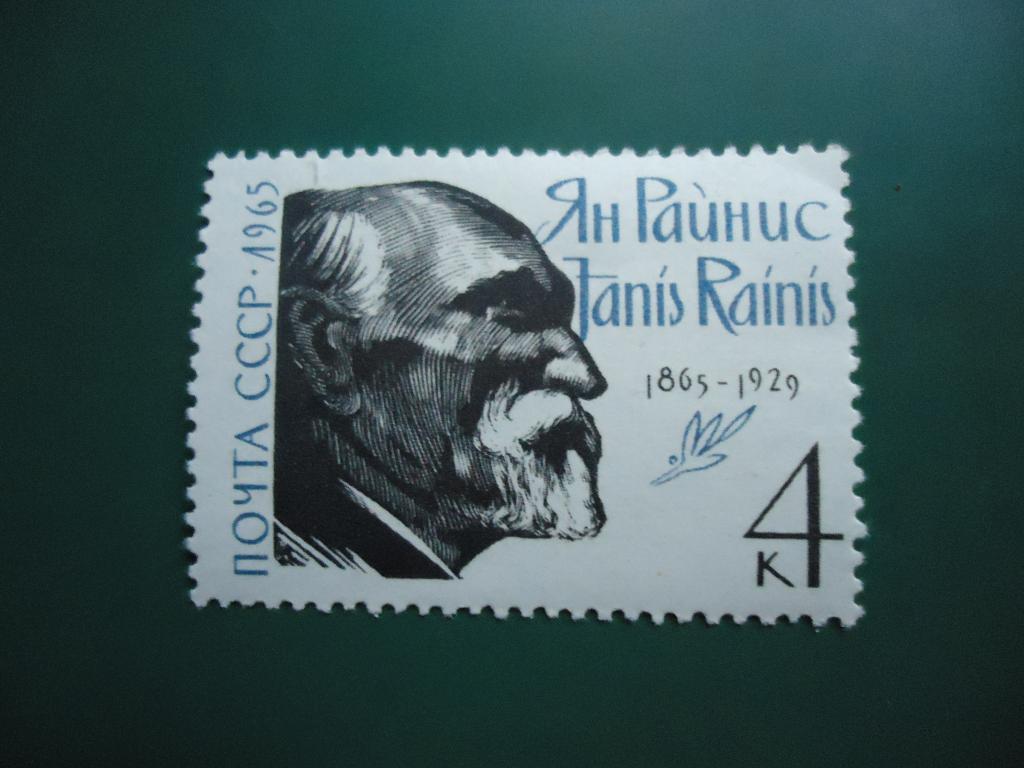 ПОЧТА СССР · 1965
Ян Райнис
Janis Rainis
1865-1929
4
К